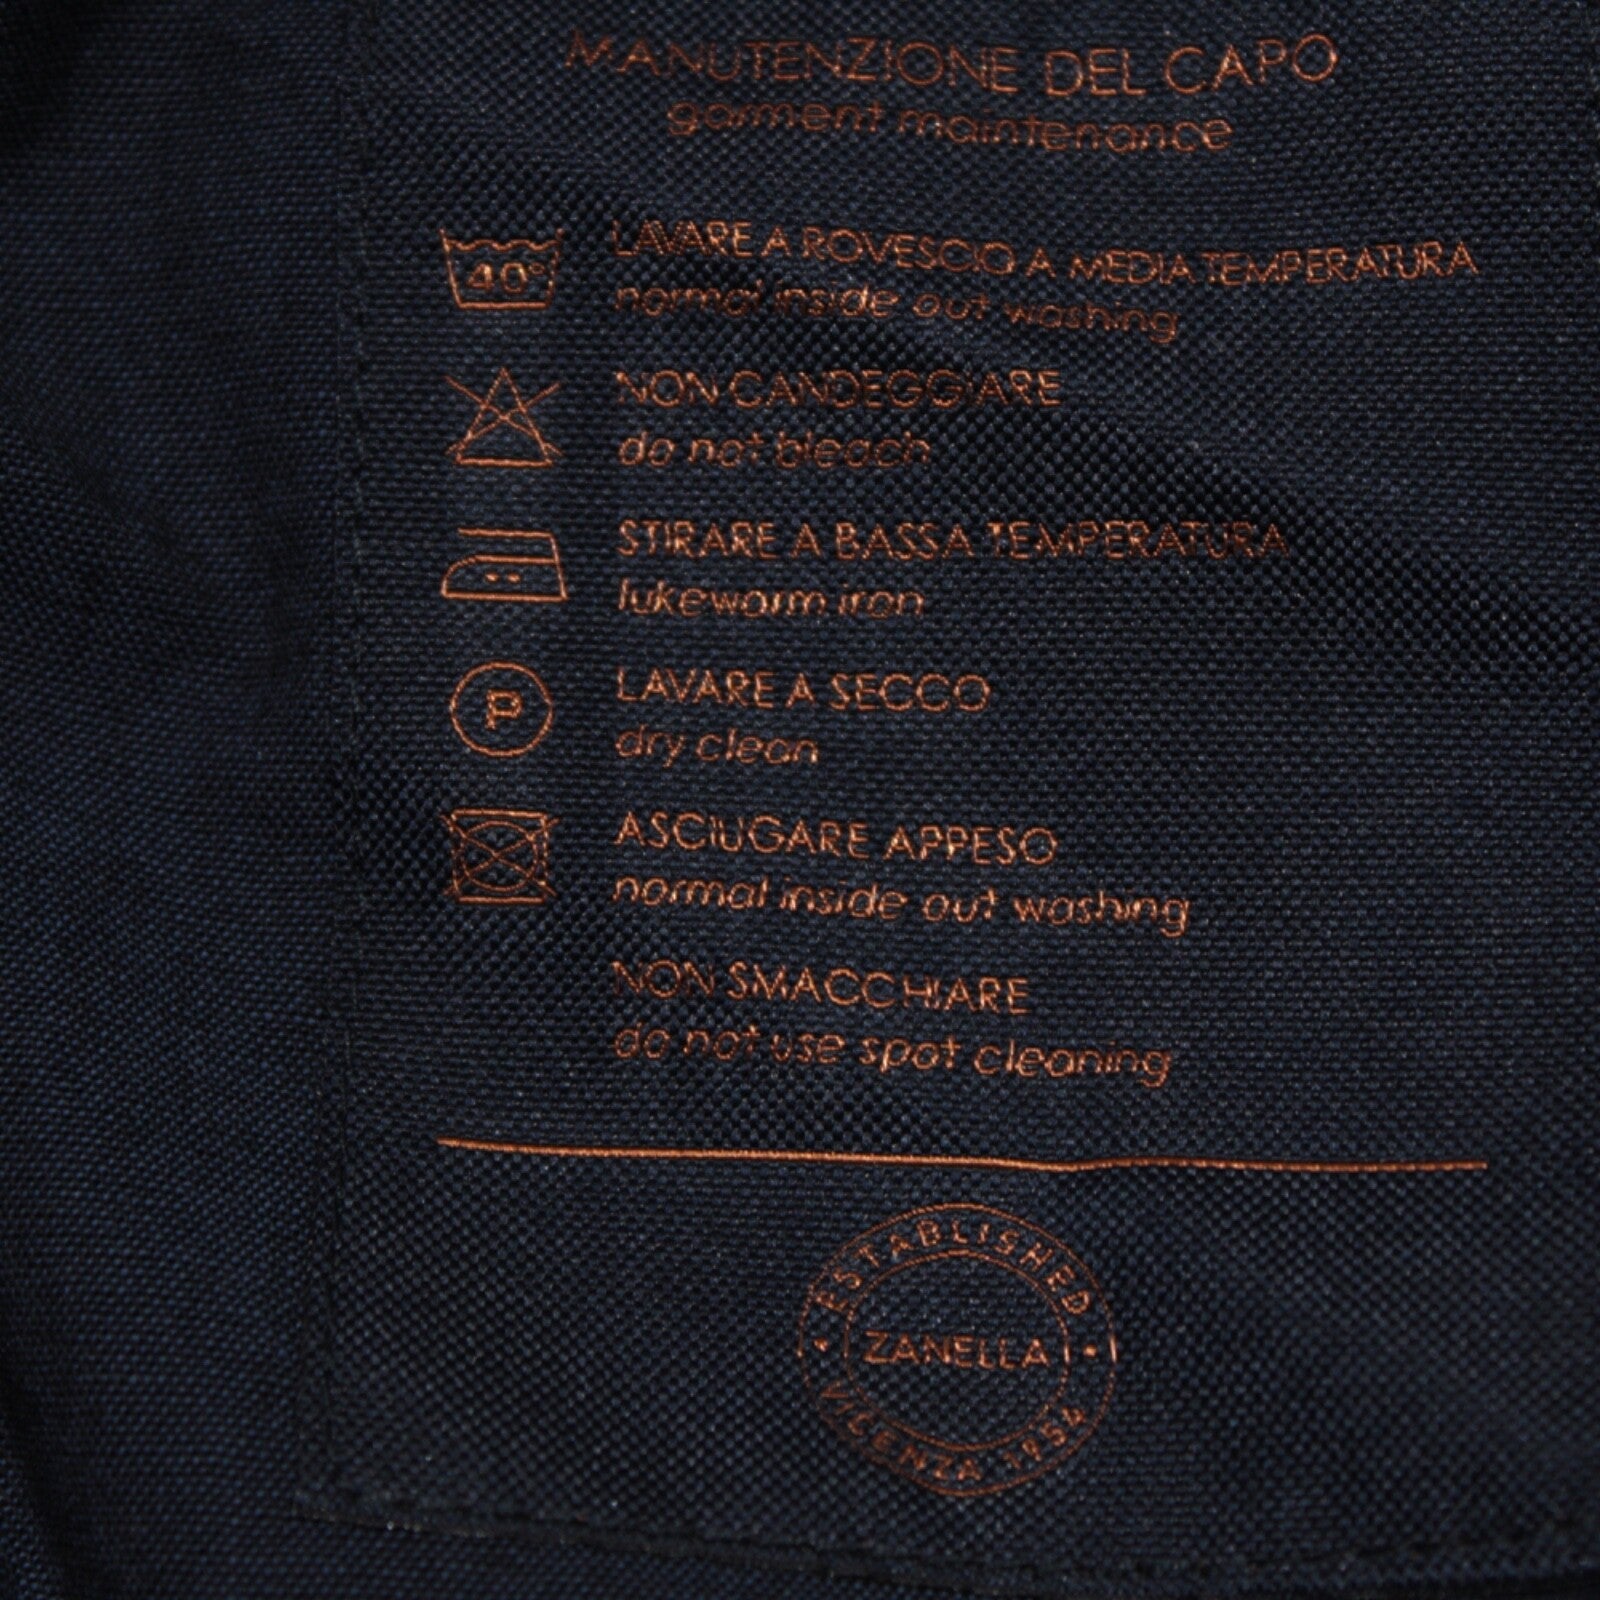 MANUTENZIONE DEL CAPO
garment maintenance
40°
LAVARE A ROVESCIO A MEDIA TEMPERATURA
normal inside out washing
NON CANDEGGIARE
do not bleach
STIRARE A BASSA TEMPERATURA
lukewarm iron
P
LAVARE A SECCO
dry clean
ASCIUGARE APPESO
normal inside out washing
NON SMACCHIARE
do not use spot cleaning
ESTABLISHED
ZANELLA
VICENZA 1954